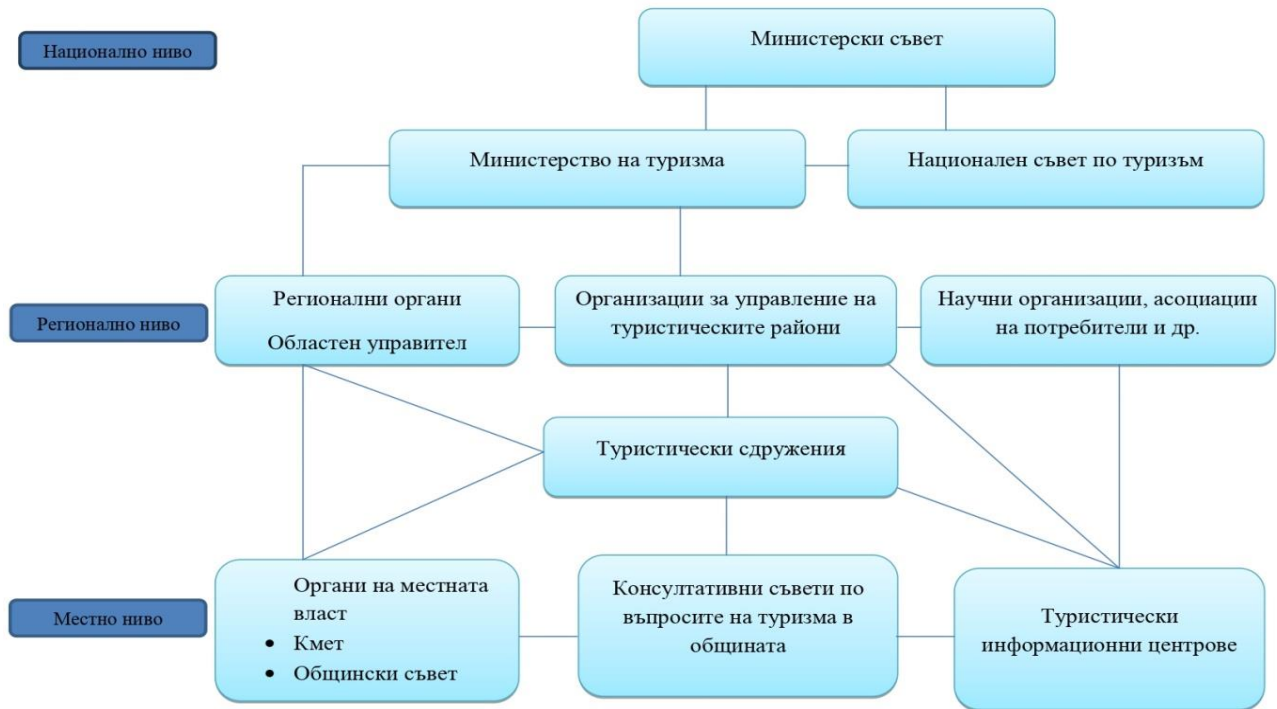 Национално ниво
Министерски съвет
Министерство на туризма
Национален съвет по туризъм
Регионално ниво
Регионални органи
Областен управител
Организации за управление на
туристическите райони
Научни организации, асоциации
на потребители и др.
Туристически сдружения
Местно ниво
Органи на местната
власт
• Кмет
• Общински съвет
Консултативни съвети по
въпросите на туризма в
общината
Туристически
информационни центрове